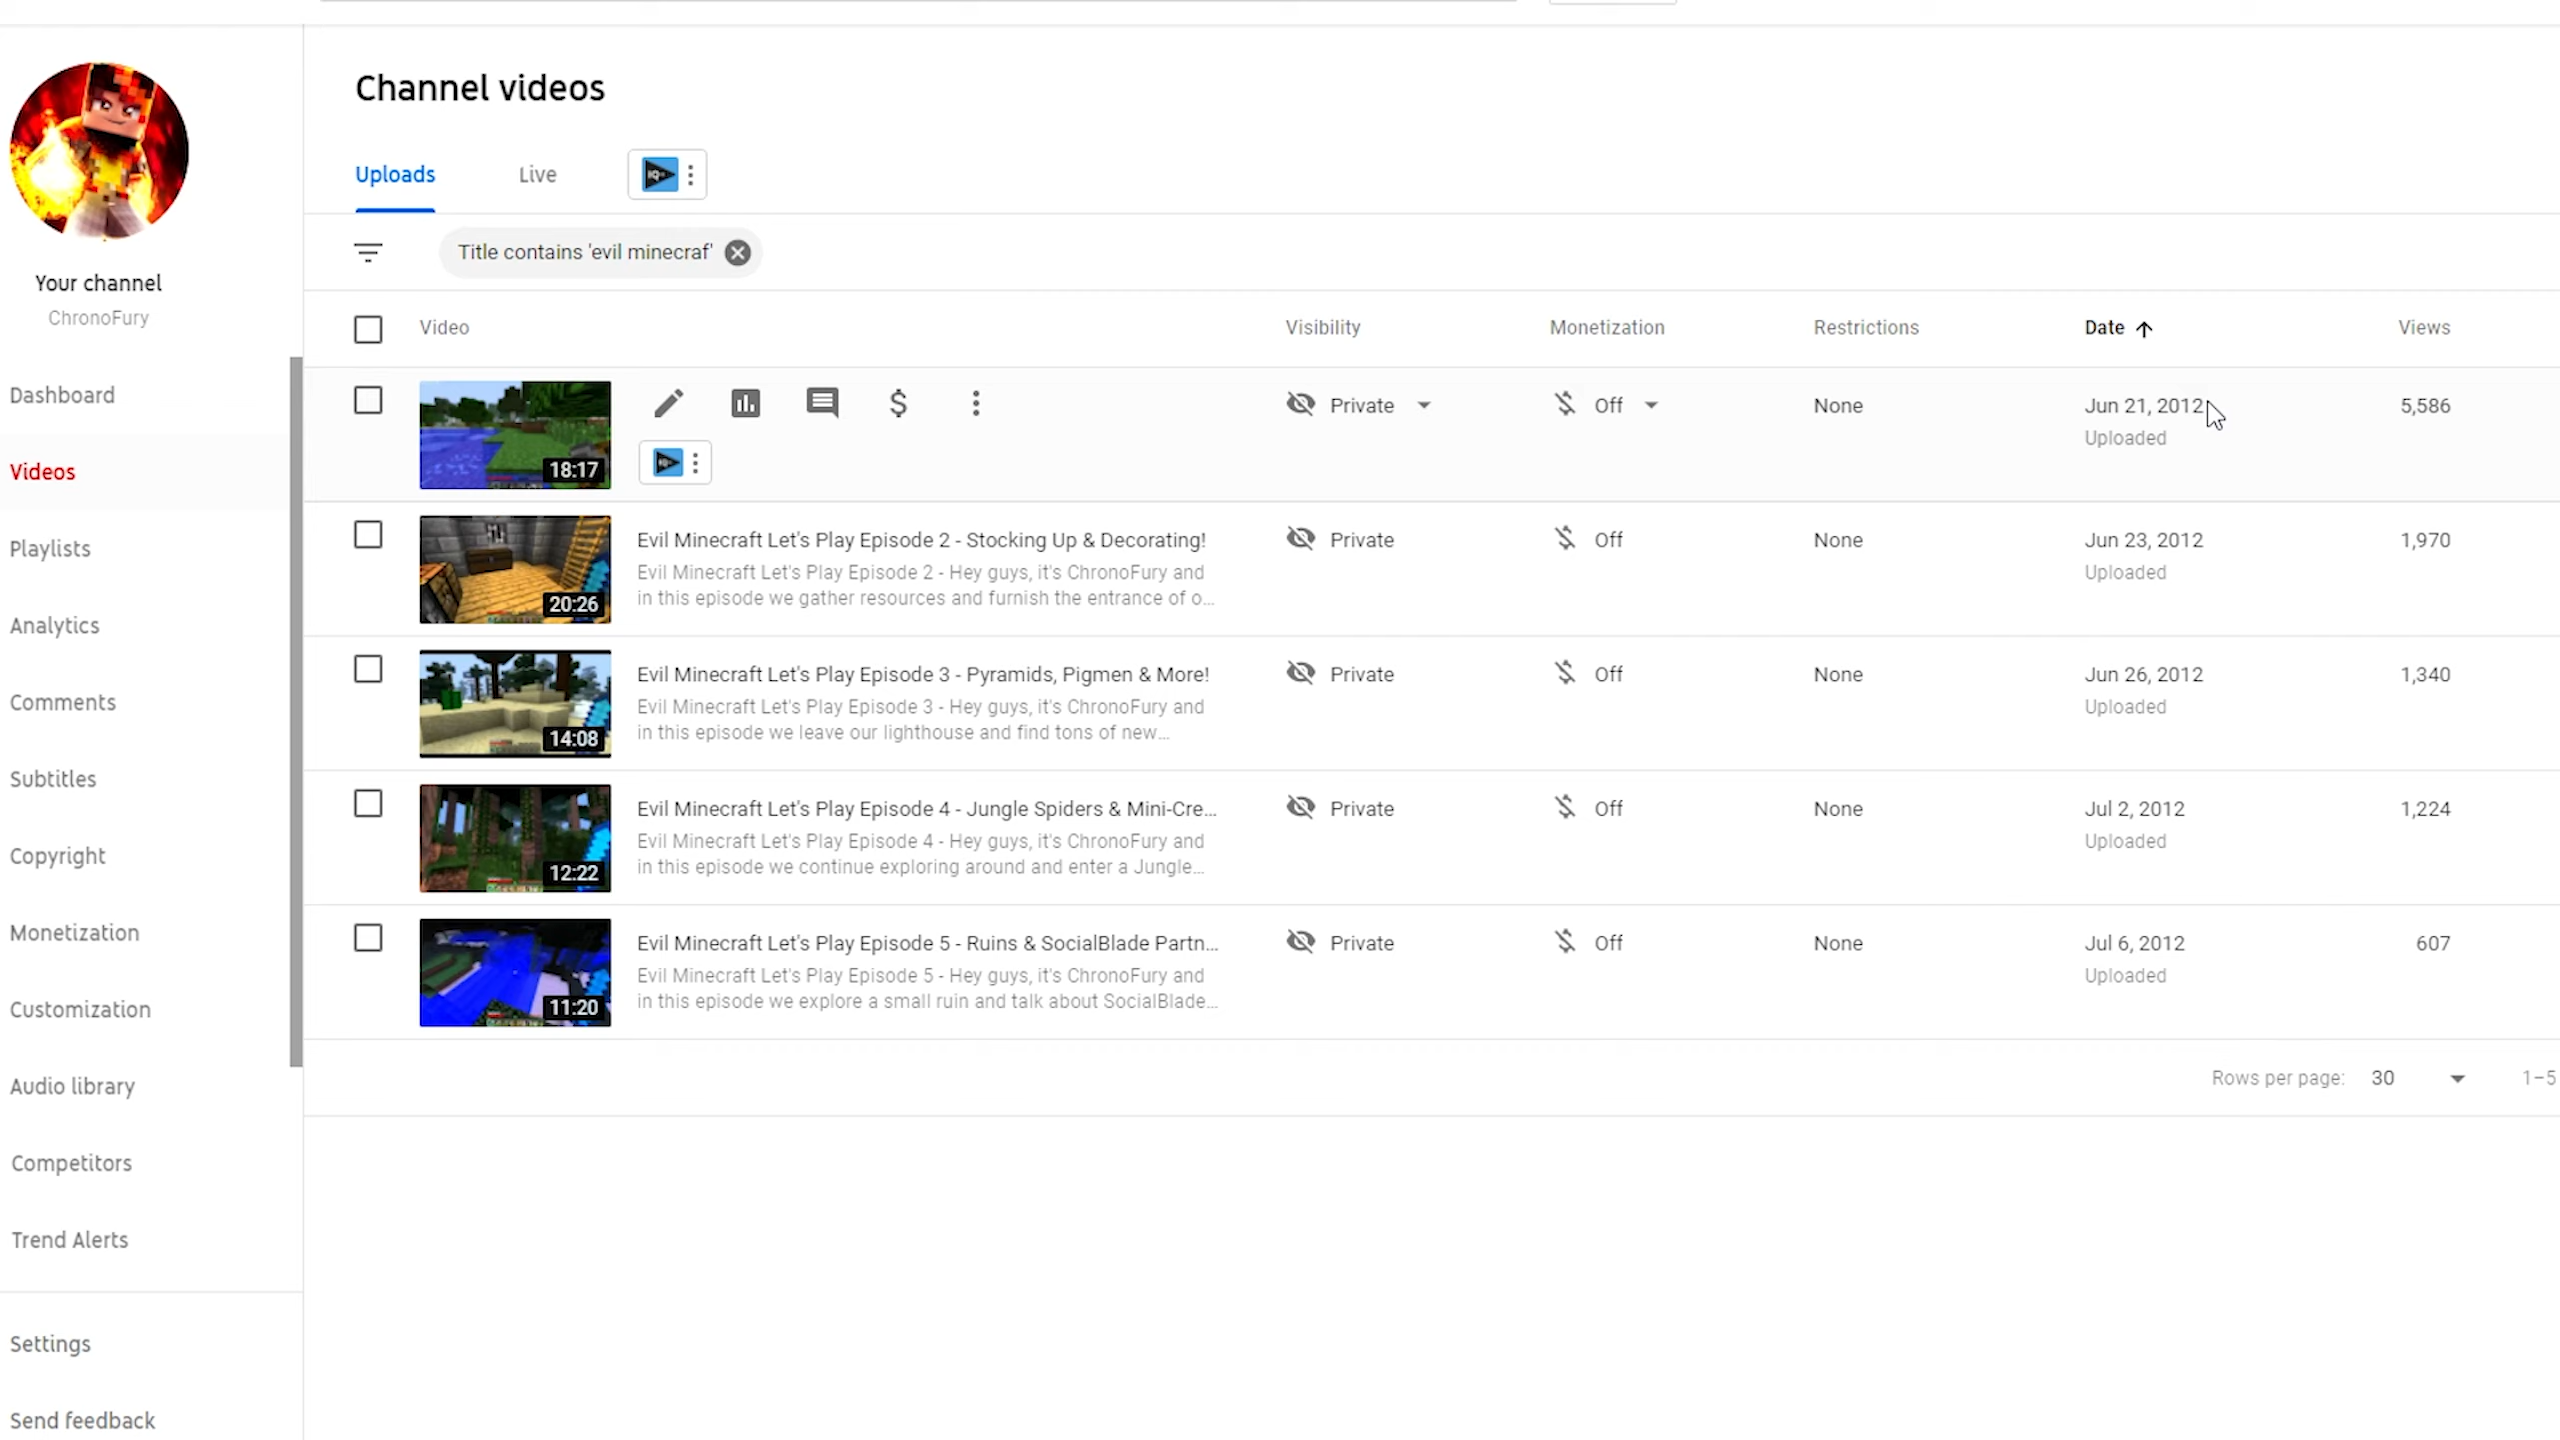 Channel videos
Uploads
Live
Title contains 'evil minecraf'
Your channel
ChronoFury
Dashboard
Videos
Playlists
Analytics
Comments
Subtitles
Copyright
Monetization
Customization
Audio library
Competitors
Trend Alerts
Settings
Send feedback
Video Visibility Monetization Restrictions Date Views
18:17
Private Off None Jun 21, 2012 5,586
Uploaded
20:26
Evil Minecraft Let's Play Episode 2 - Stocking Up & Decorating! Private Off None Jun 23, 2012 1,970
Evil Minecraft Let's Play Episode 2 - Hey guys, it's ChronoFury and Uploaded
in this episode we gather resources and furnish the entrance of o...
14:08
Evil Minecraft Let's Play Episode 3 - Pyramids, Pigmen & More! Private Off None Jun 26, 2012 1,340
Evil Minecraft Let's Play Episode 3 - Hey guys, it's ChronoFury and Uploaded
in this episode we leave our lighthouse and find tons of new...
12:22
Evil Minecraft Let's Play Episode 4 - Jungle Spiders & Mini-Cre... Private Off None Jul 2, 2012 1,224
Evil Minecraft Let's Play Episode 4 - Hey guys, it's ChronoFury and Uploaded
in this episode we continue exploring around and enter a Jungle...
11:20
Evil Minecraft Let's Play Episode 5 - Ruins & SocialBlade Partn... Private Off None Jul 6, 2012 607
Evil Minecraft Let's Play Episode 5 - Hey guys, it's ChronoFury and Uploaded
in this episode we explore a small ruin and talk about SocialBlade...
Rows per page: 30 1–5